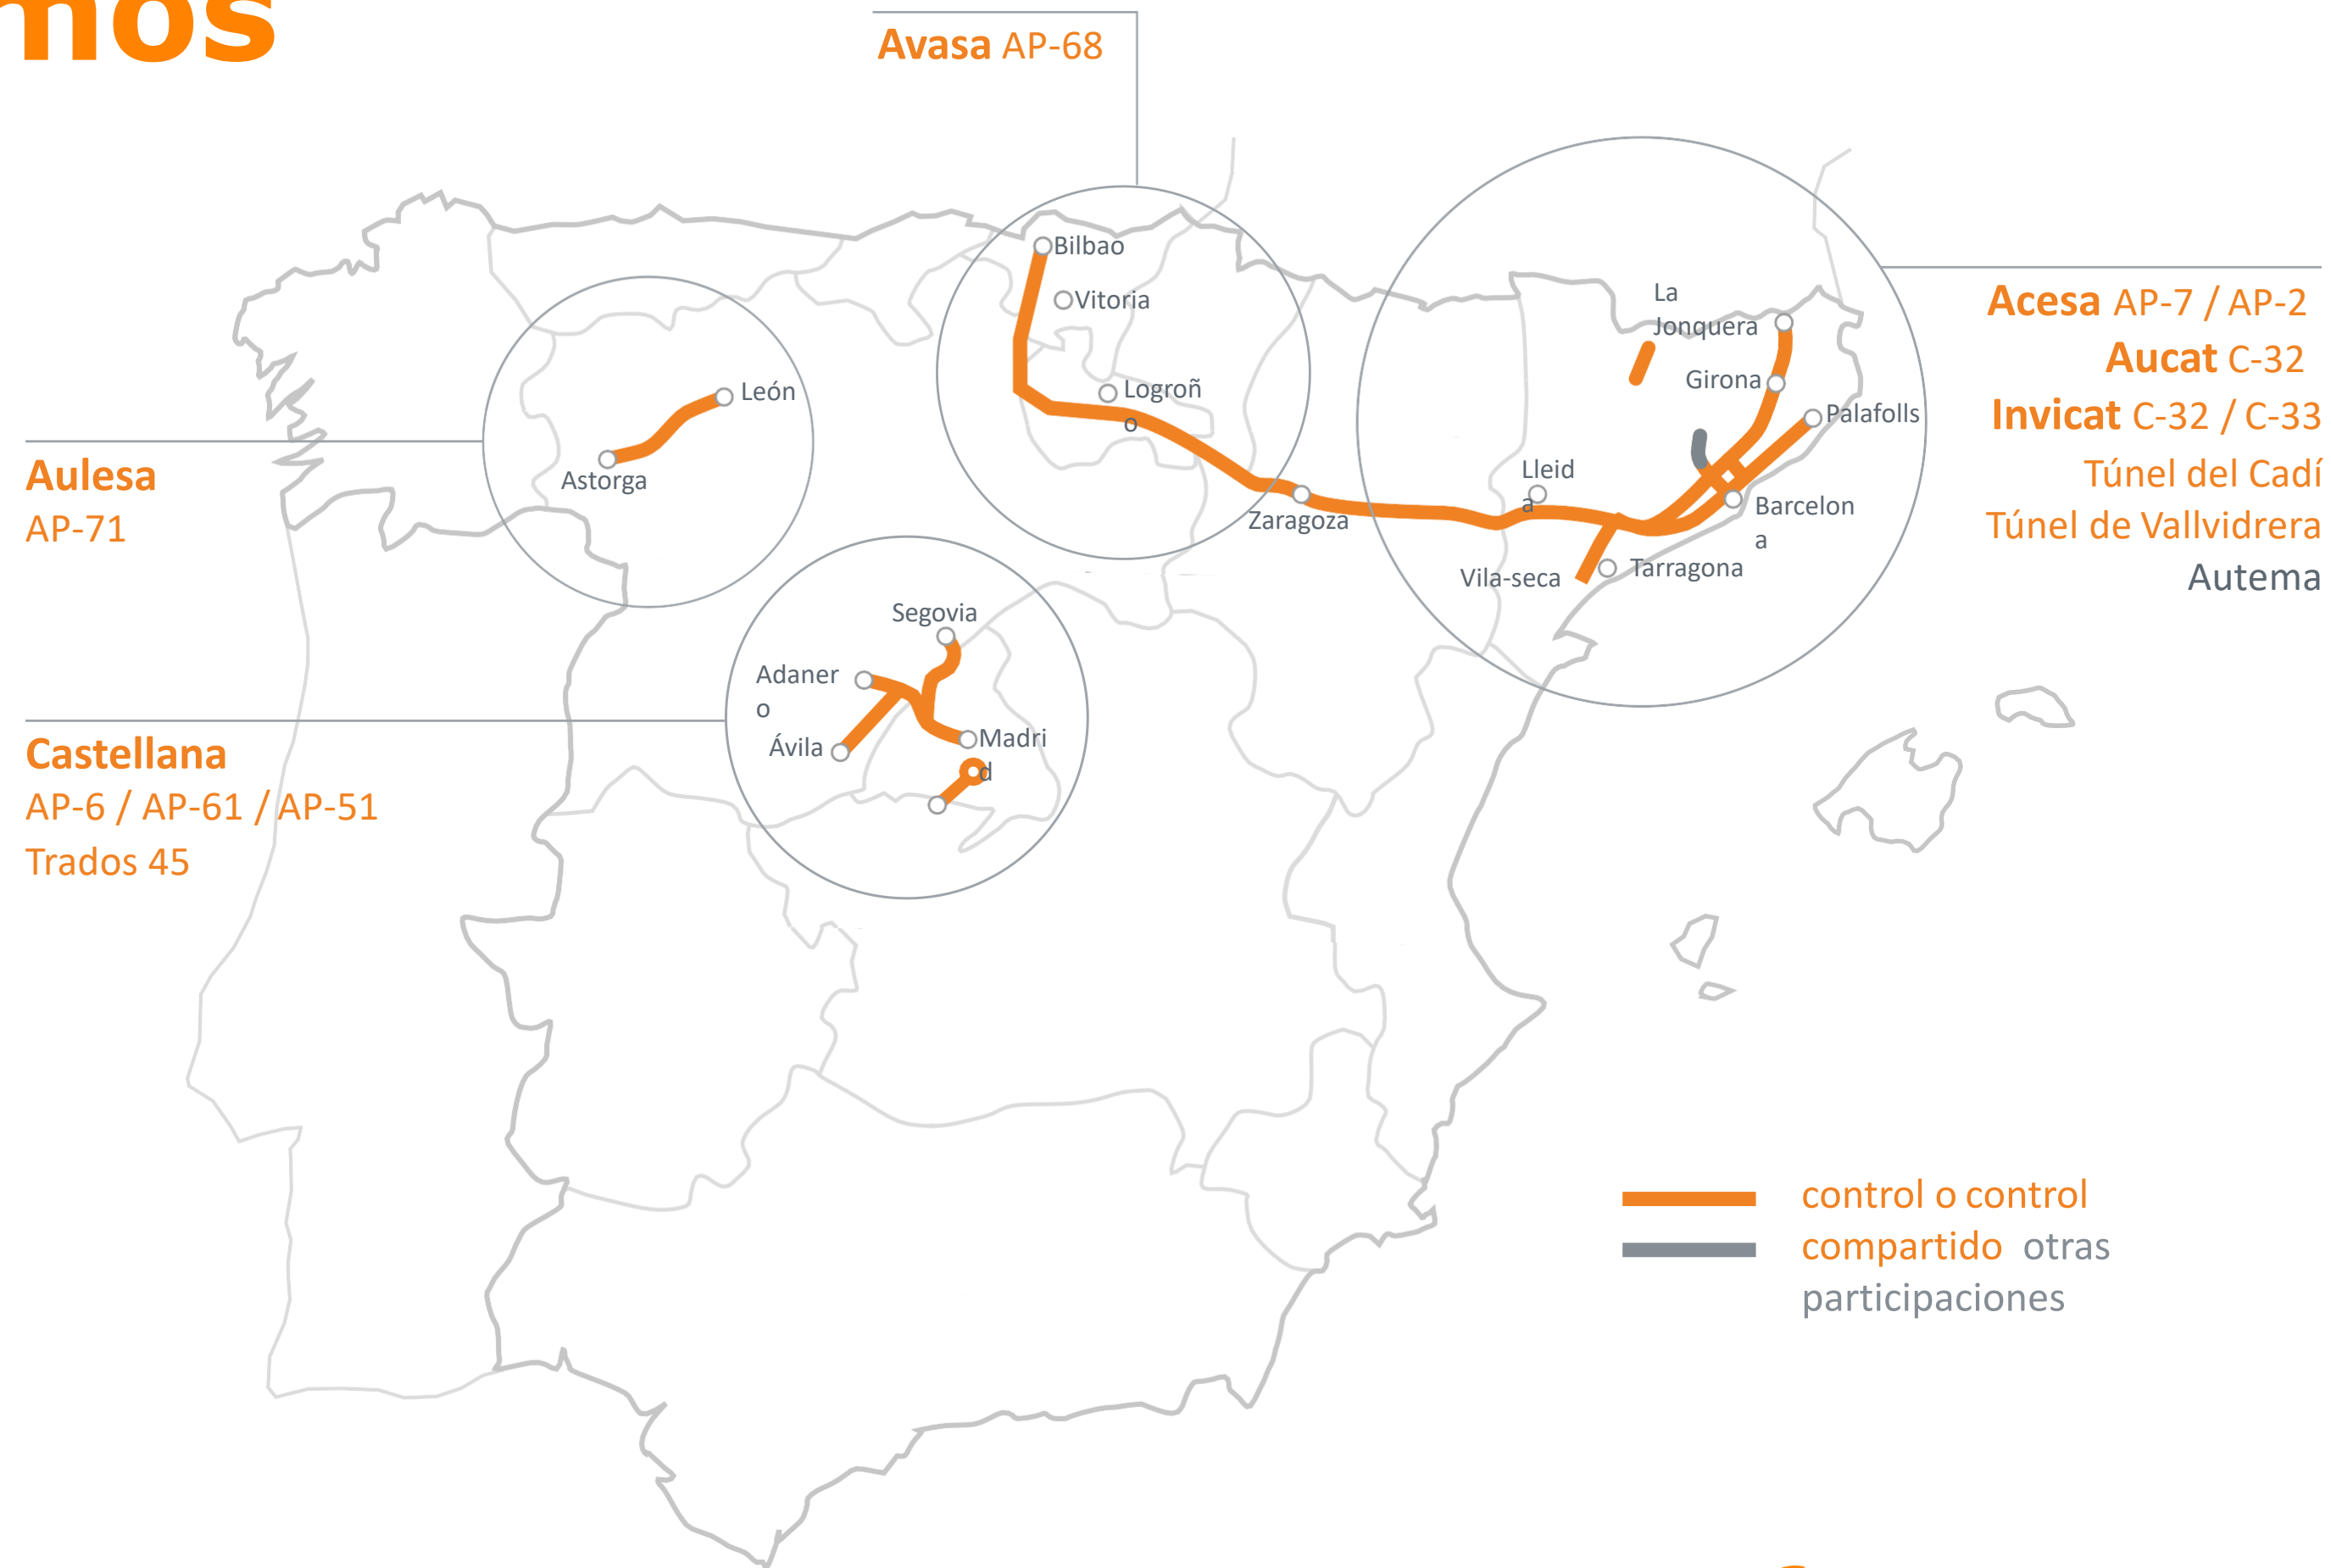 mos
Avasa AP-68
Bilbao
Vitoria
Logroñ
o
Zaragoza
León
Astorga
Aulesa
AP-71
La
Jonquera
Girona
Palafolls
Lleid
a
Barcelon
a
Vila-seca
Tarragona
Acesa AP-7 / AP-2
Aucat C-32
Invicat C-32 / C-33
Túnel del Cadí
Túnel de Vallvidrera
Autema
Segovia
Adaner
o
Ávila
Madri
d
Castellana
AP-6 / AP-61 / AP-51
Trados 45
control o control
compartido otras
participaciones